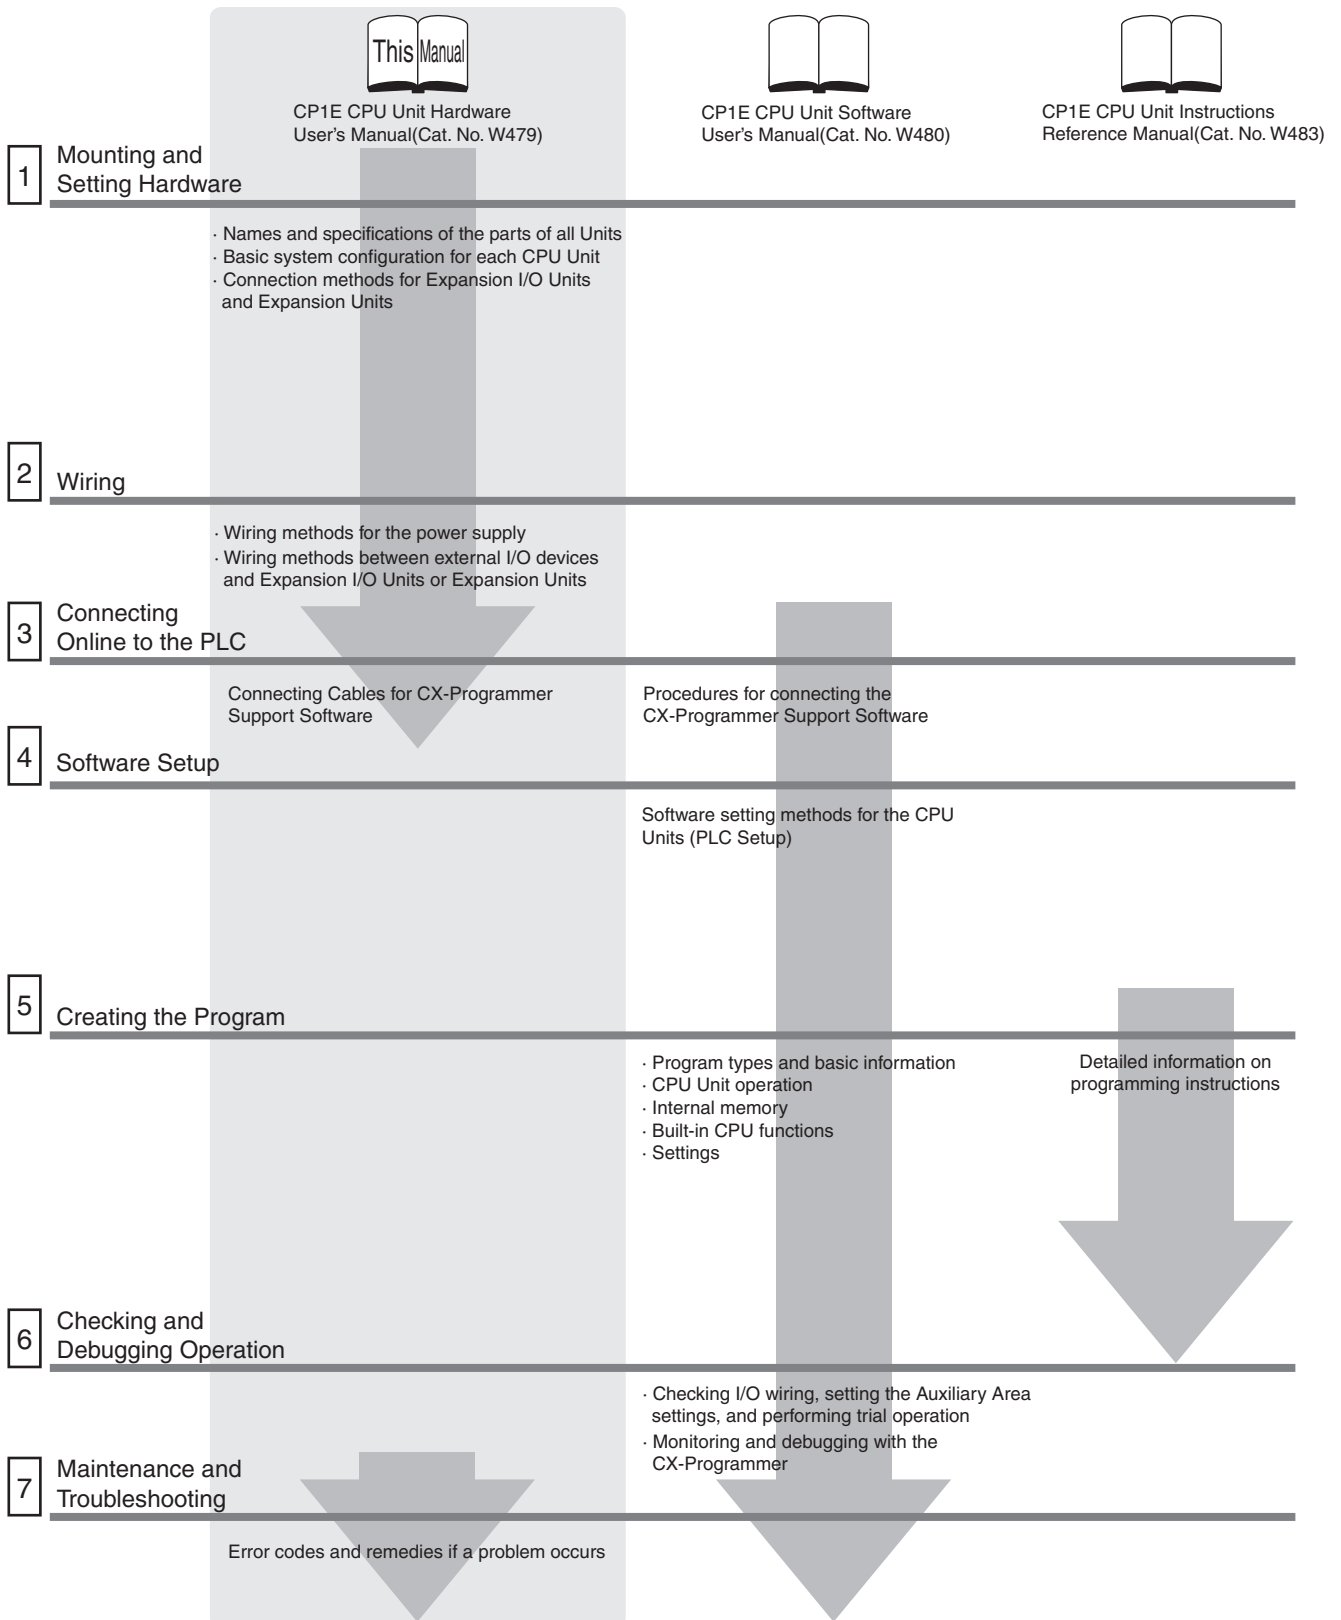 This Manual
CP1E CPU Unit Hardware
User's Manual(Cat. No. W479)
CP1E CPU Unit Software
User's Manual(Cat. No. W480)
CP1E CPU Unit Instructions
Reference Manual(Cat. No. W483)
1
Mounting and
Setting Hardware
· Names and specifications of the parts of all Units
· Basic system configuration for each CPU Unit
· Connection methods for Expansion I/O Units
and Expansion Units
2
Wiring
· Wiring methods for the power supply
· Wiring methods between external I/O devices
and Expansion I/O Units or Expansion Units
3
Connecting
Online to the PLC
Connecting Cables for CX-Programmer
Support Software
Procedures for connecting the
CX-Programmer Support Software
4
Software Setup
Software setting methods for the CPU
Units (PLC Setup)
5
Creating the Program
· Program types and basic information
· CPU Unit operation
· Internal memory
· Built-in CPU functions
· Settings
Detailed information on
programming instructions
6
Checking and
Debugging Operation
· Checking I/O wiring, setting the Auxiliary Area
settings, and performing trial operation
· Monitoring and debugging with the
CX-Programmer
7
Maintenance and
Troubleshooting
Error codes and remedies if a problem occurs